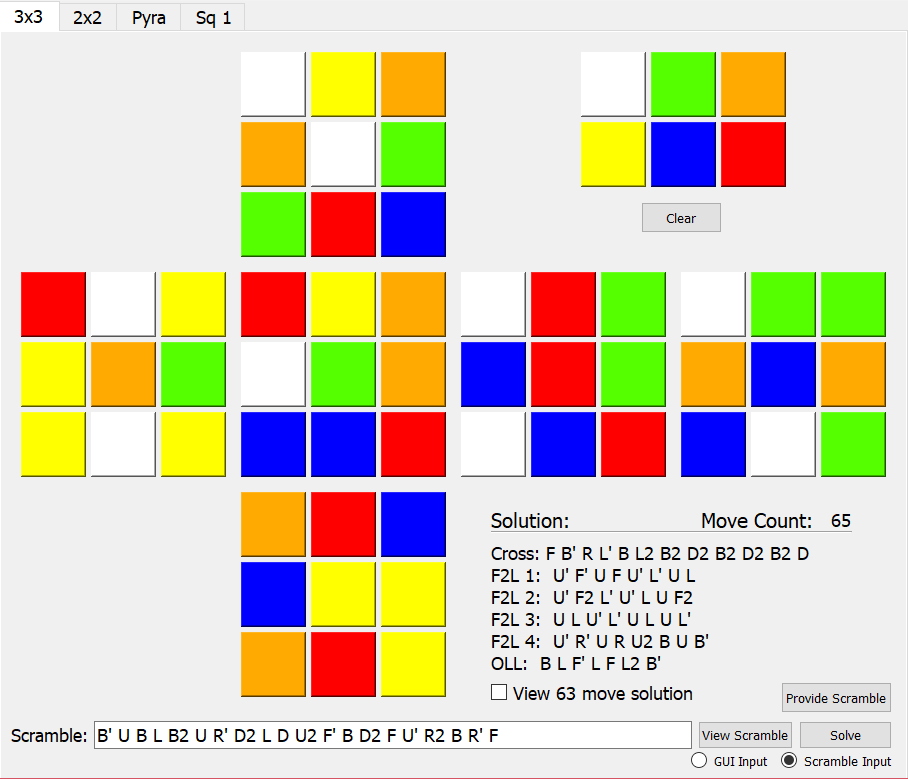 3x3 2x2 Pyra Sq 1
Clear
Solution: Move Count: 65
Cross: F B' R L' B L2 B2 D2 B2 D2 B2 D
F2L 1: U' F' U F U' L' U L
F2L 2: U' F2 L' U' L U F2
F2L 3: U L U' L' U L U L'
F2L 4: U' R' U R U2 B U B'
OLL: B L F' L F L2 B'
View 63 move solution
Provide Scramble
Scramble: B' U B L B2 U R' D2 L D U2 F' B D2 F U' R2 B R' F View Scramble Solve
GUI Input Scramble Input